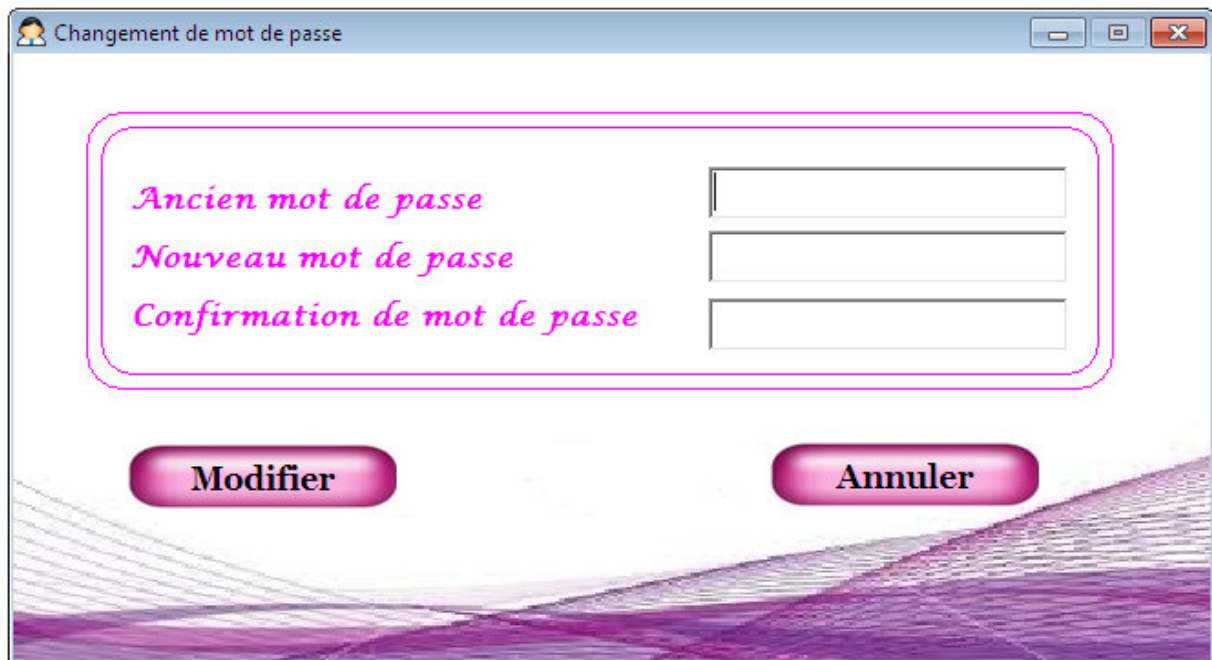 Changement de mot de passe
Ancien mot de passe
Nouveau mot de passe
Confirmation de mot de passe
Modifier
Annuler